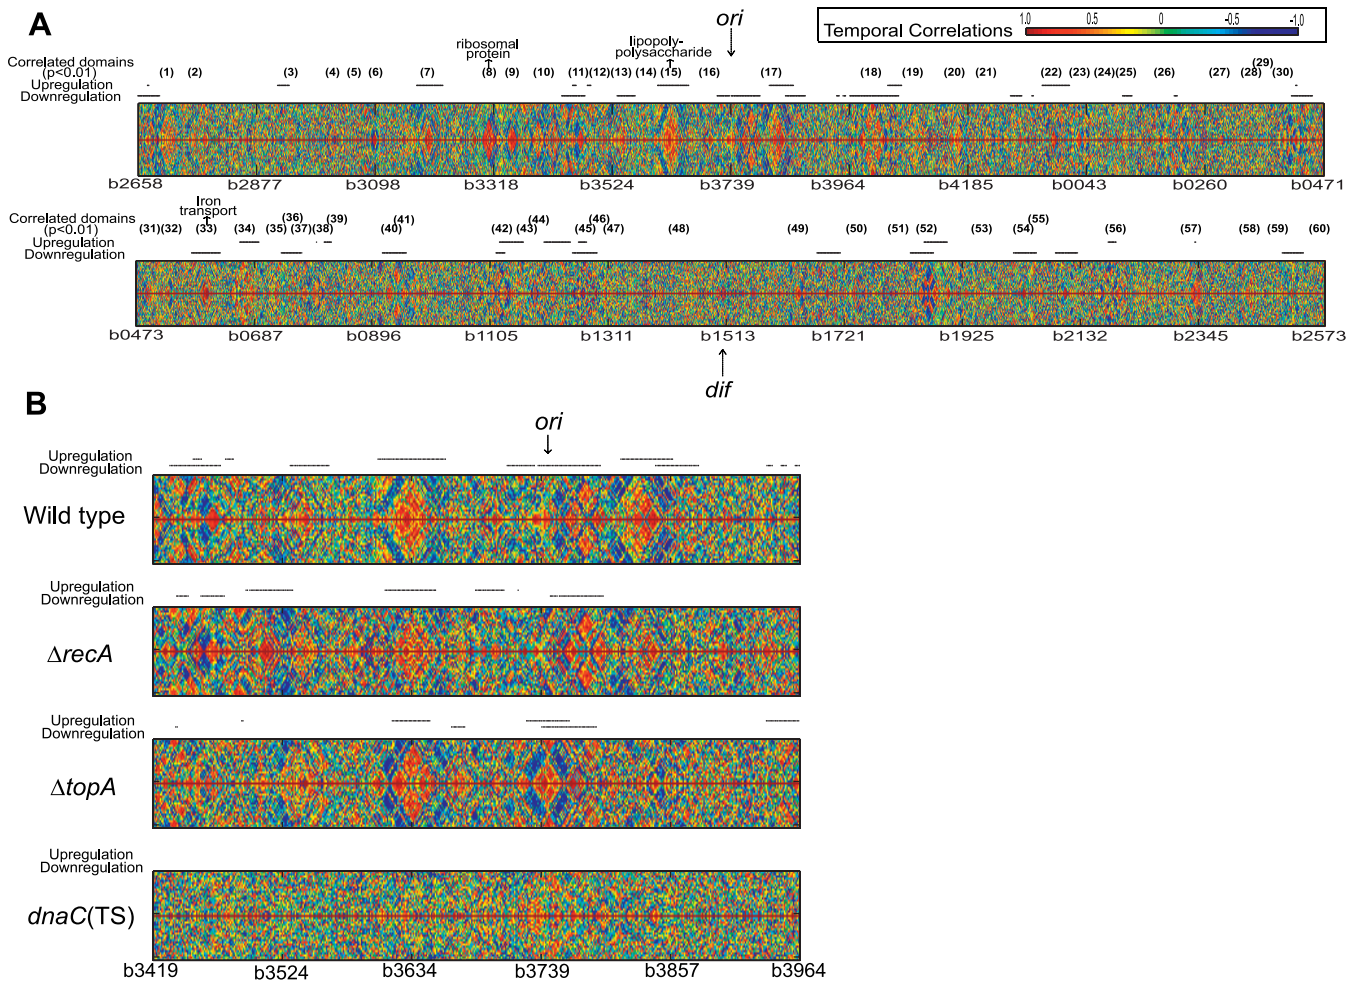 A
ori
Temporal Correlations 1.0 0.5 0 -0.5 -1.0
ribosomal
protein
lipopoly-
polysaccharide
Correlated domains
(p<0.01)
(1) (2) (3) (4) (5) (6) (7) (8) (9) (10) (11) (12) (13) (14) (15) (16) (17) (18) (19) (20) (21) (22) (23) (24) (25) (26) (27) (28) (29) (30)
Upregulation
Downregulation
b2658 b2877 b3098 b3318 b3524 b3739 b3964 b4185 b0043 b0260 b0471
Iron
transport
Correlated domains
(p<0.01)
(31) (32) (33) (34) (35) (36) (37) (38) (39) (40) (41) (42) (43) (44) (45) (46) (47) (48) (49) (50) (51) (52) (53) (54) (55) (56) (57) (58) (59) (60)
Upregulation
Downregulation
b0473 b0687 b0896 b1105 b1311 b1513 b1721 b1925 b2132 b2345 b2573
dif
B
ori
Upregulation
Downregulation
Wild type
Upregulation
Downregulation
ΔrecA
Upregulation
Downregulation
ΔtopA
Upregulation
Downregulation
dnaC(TS)
b3419 b3524 b3634 b3739 b3857 b3964